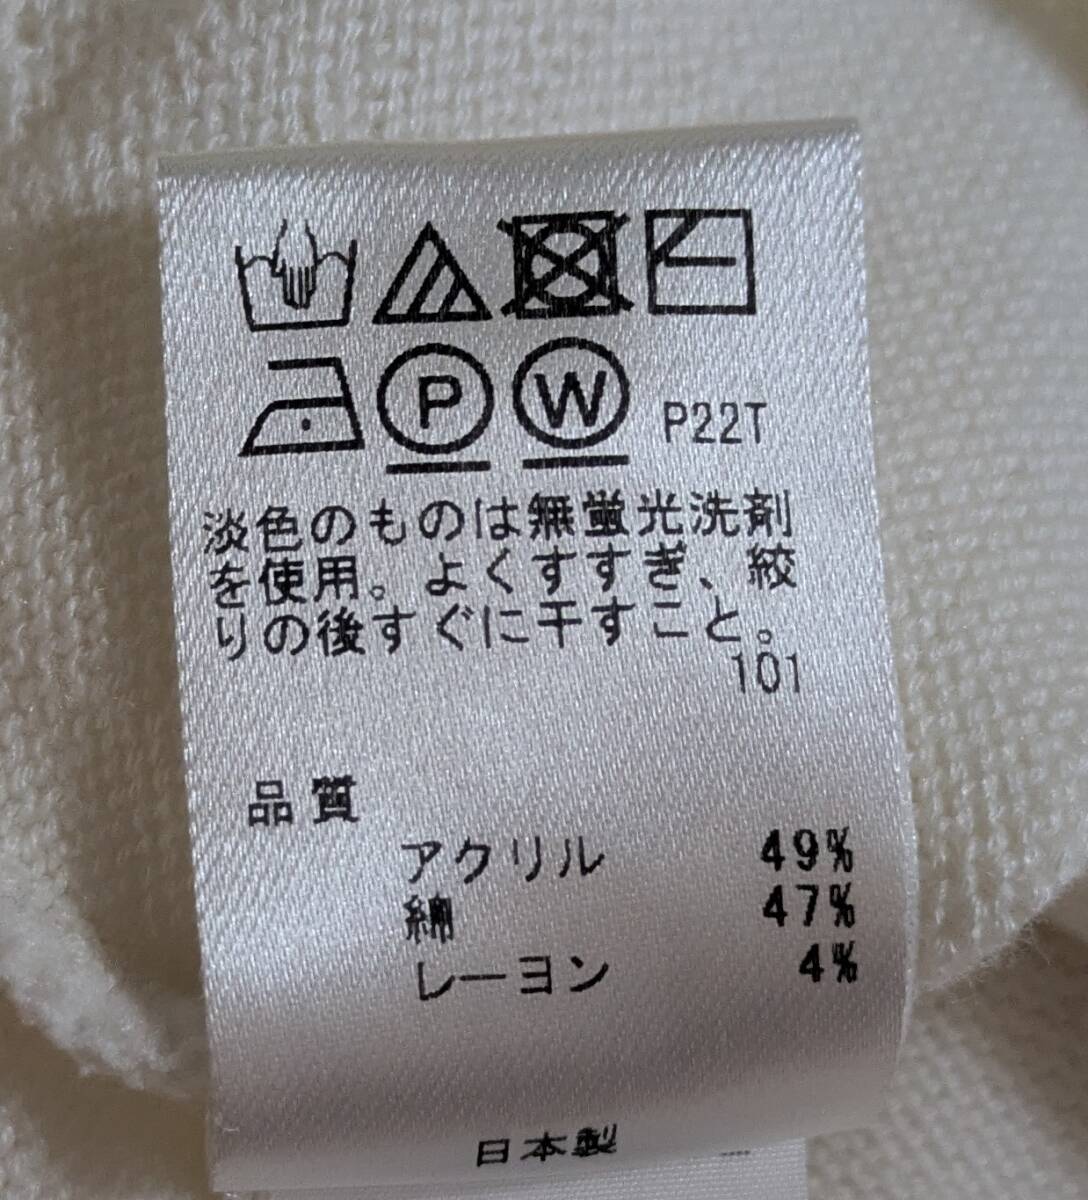 P W P22T
淡色のものは無蛍光洗剤
を使用。よくすすぎ、絞
りの後すぐに干すこと。
101
品質
アクリル 49%
綿 47%
レーヨン 4%
日本製